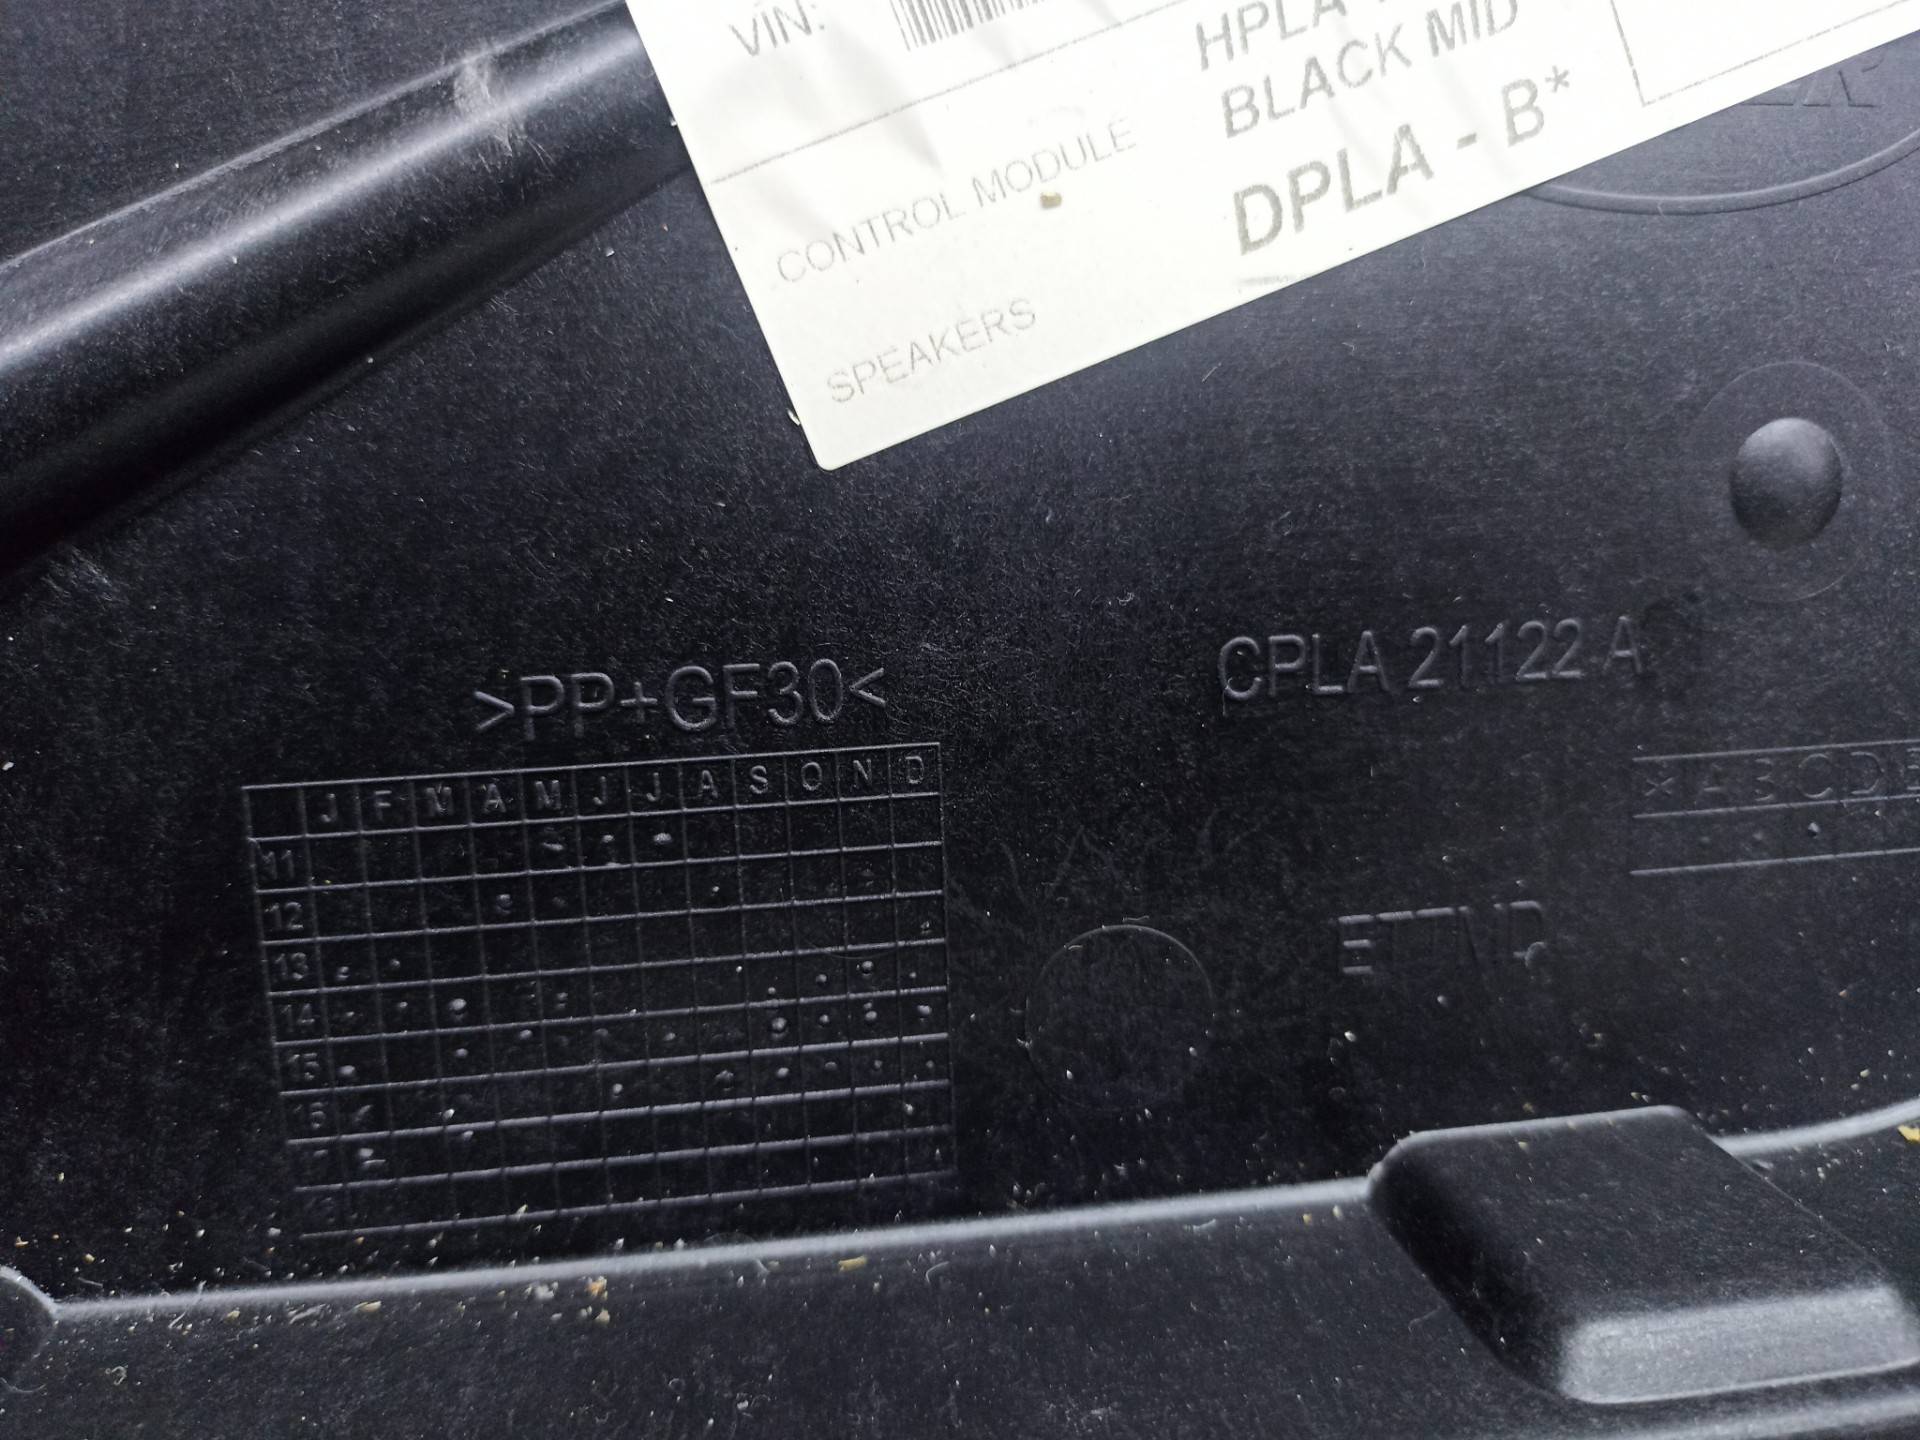 VIN:
HPLA
BLACK MID
CONTROL MODULE
DPLA - B*
SPEAKERS
>PP+GF30<
CPLA 21122 A
J F M A M J J A S O N D
11
12
13
14
15
16
* A B C D E